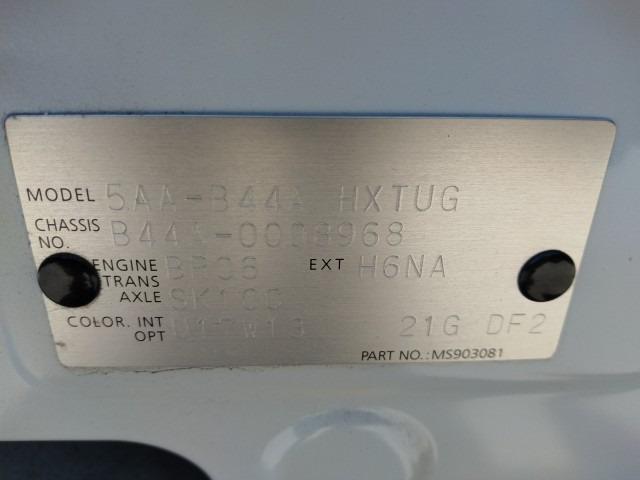 MODEL 5AA-B44A HXTUG
CHASSIS NO. B44A-0008968
ENGINE BR06 EXT H6NA
TRANS AXLE
COLOR. INT OPT 21G DF2
PART NO.:MS903081